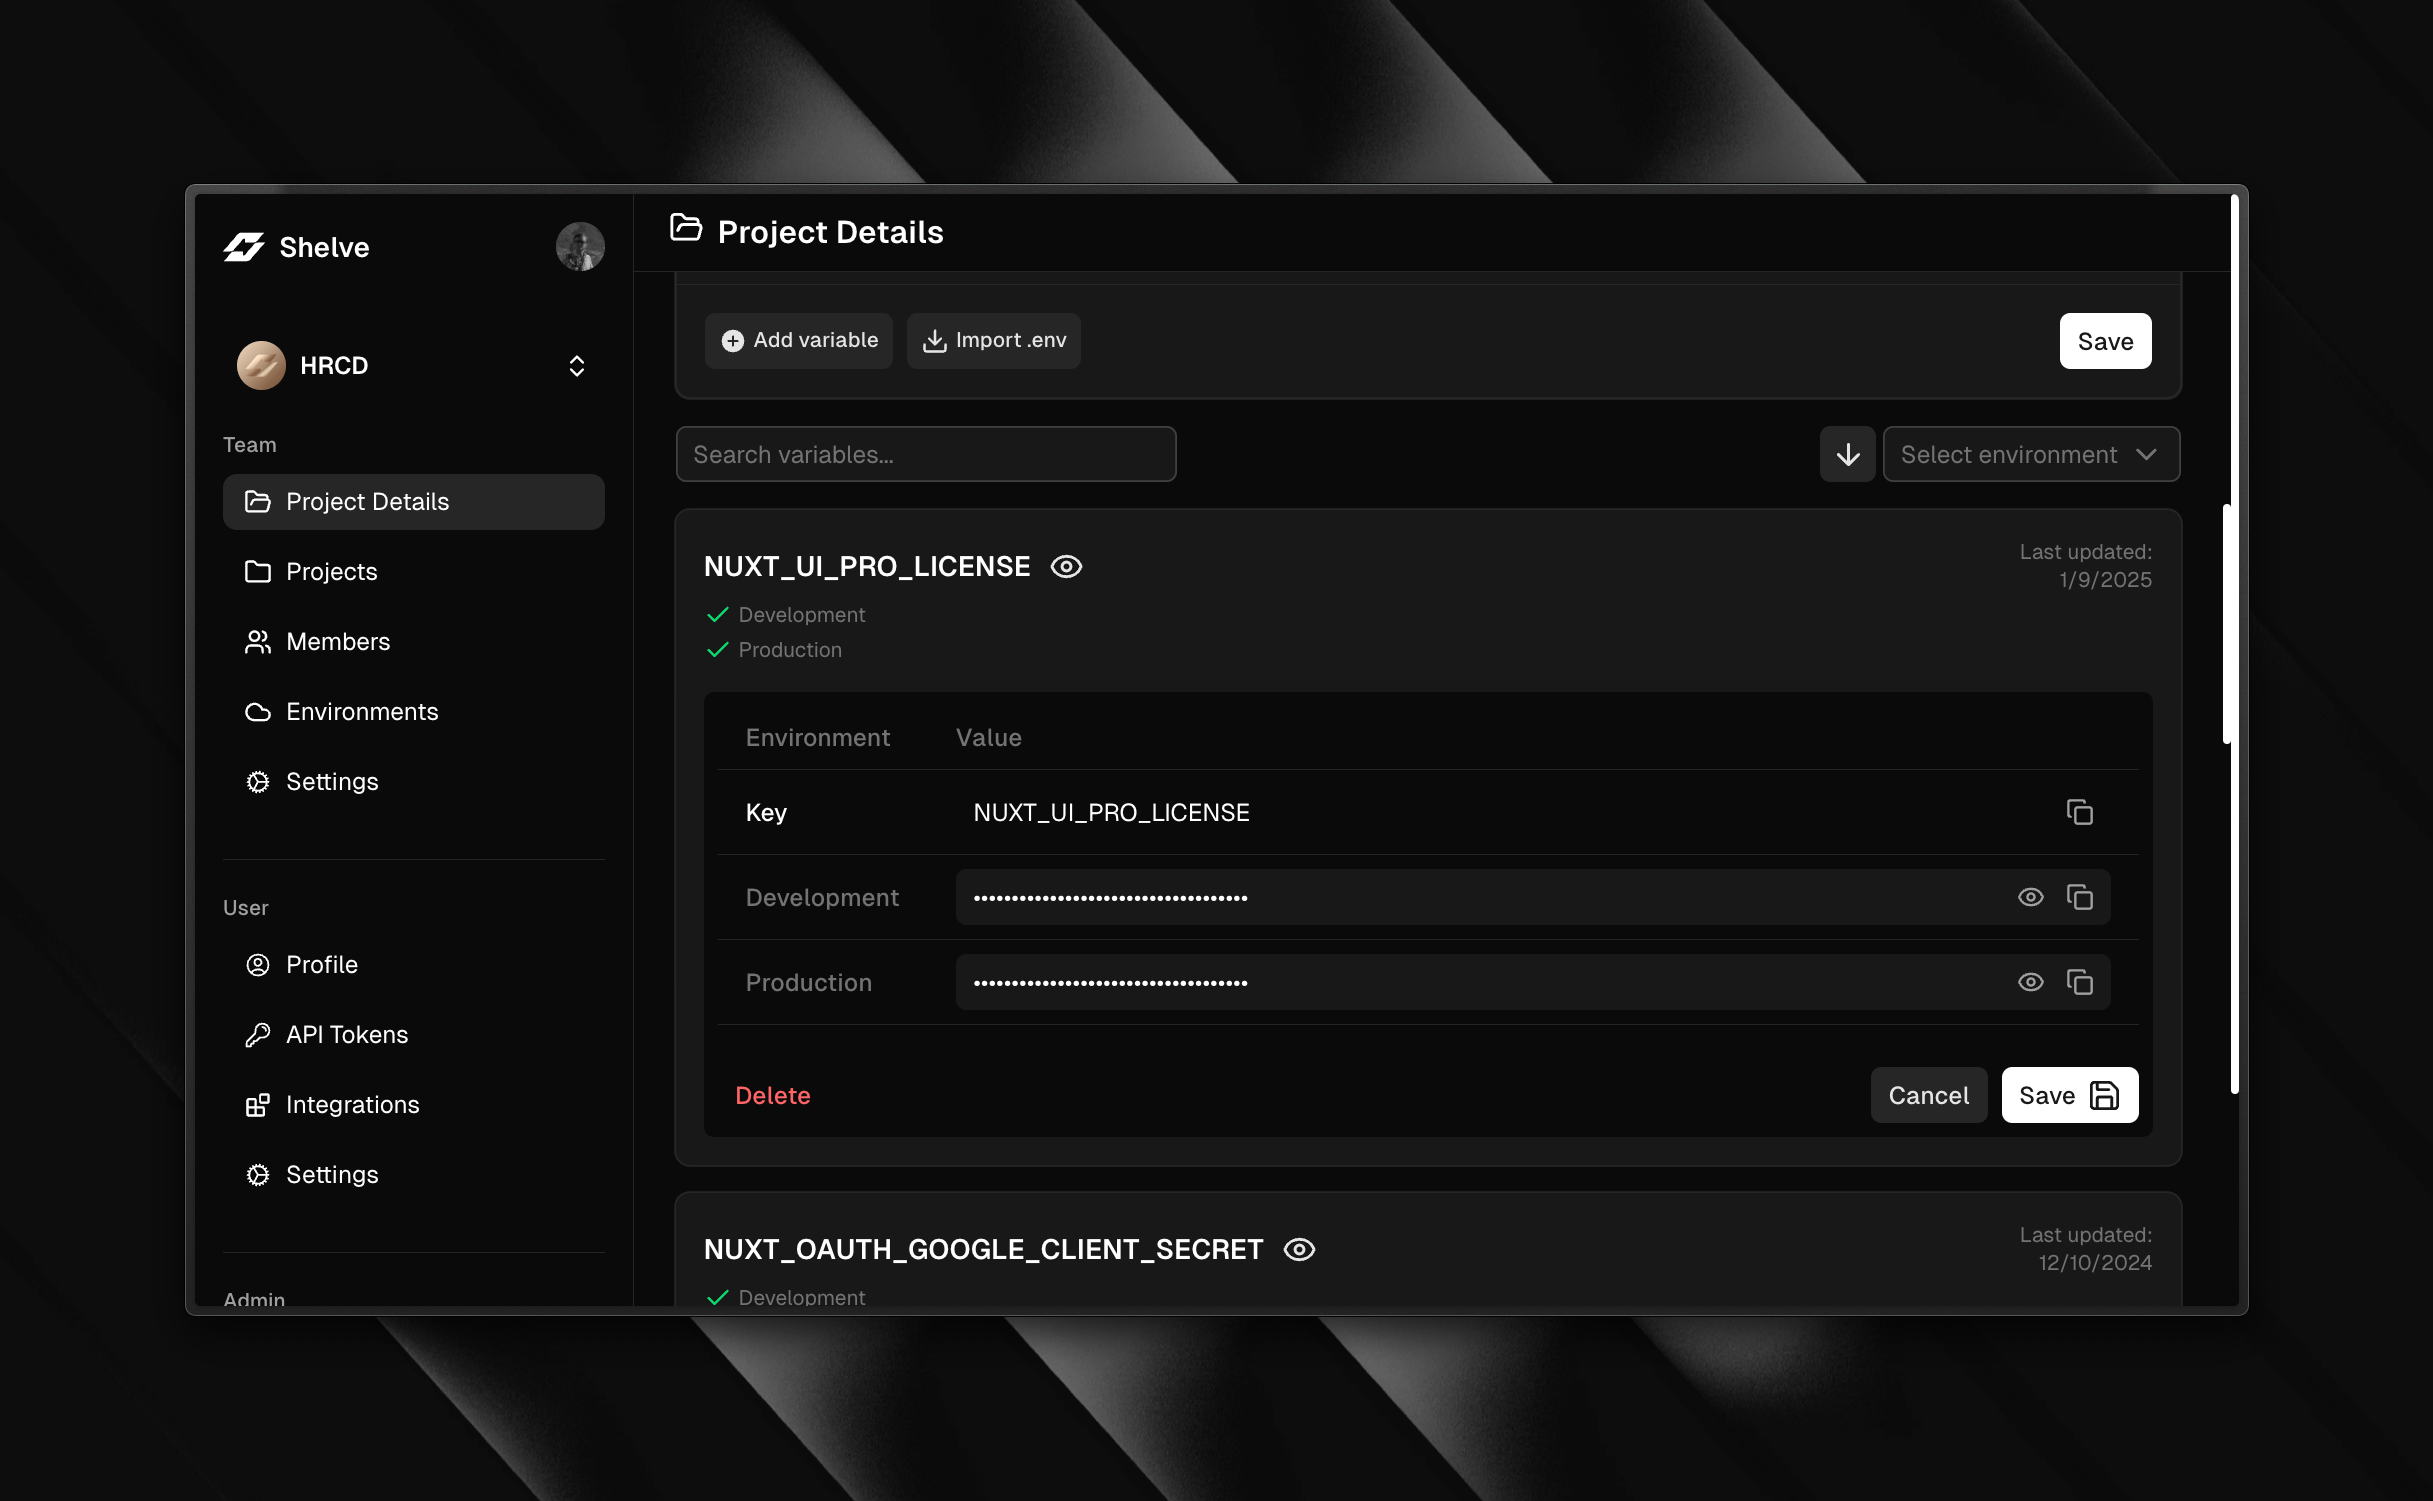 Shelve
HRCD
Team
Project Details
Projects
Members
Environments
Settings
User
Profile
API Tokens
Integrations
Settings
Admin
Project Details
Add variable
Import .env
Save
Search variables...
Select environment
NUXT_UI_PRO_LICENSE
Last updated:
1/9/2025
Development
Production
Environment Value
Key NUXT_UI_PRO_LICENSE
Development ••••••••••••••••••••••••••••••••••••
Production ••••••••••••••••••••••••••••••••••••
Delete
Cancel
Save
NUXT_OAUTH_GOOGLE_CLIENT_SECRET
Last updated:
12/10/2024
Development